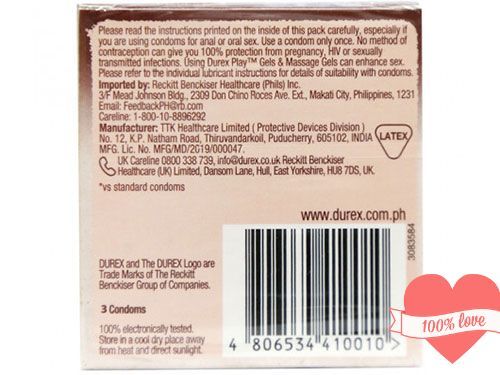 Please read the instructions printed on the inside of this pack carefully, especially if
you are using condoms for anal or oral sex. Use a condom only once. No method of
contraception can give you 100% protection from pregnancy, HIV or sexually
transmitted infections. Using Durex Play™ Gels & Massage Gels can enhance sex.
Please refer to the individual lubricant instructions for details of suitability with condoms.
Imported by: Reckitt Benckiser Healthcare (Phils) Inc.
3/F Mead Johnson Bldg., 2309 Don Chino Roces Ave. Ext., Makati City, Philippines, 1231
Email: FeedbackPH@rb.com
Careline: 1-800-10-8896292
Manufacturer: TTK Healthcare Limited ( Protective Devices Division )
No. 12, K.P. Natham Road, Thiruvandarkoil, Puducherry, 605102, INDIA
MFG. Lic. No. MFG/MD/2019/000047.
LATEX
UK Careline 0800 338 739, info@durex.co.uk Reckitt Benckiser
Healthcare (UK) Limited, Dansom Lane, Hull, East Yorkshire, HU8 7DS, UK.
*vs standard condoms
www.durex.com.ph
3083584
DUREX and The DUREX Logo are
Trade Marks of The Reckitt
Benckiser Group of Companies.
3 Condoms
100% electronically tested.
Store in a cool dry place away
from heat and direct sunlight.
4 806534 410010
100% love